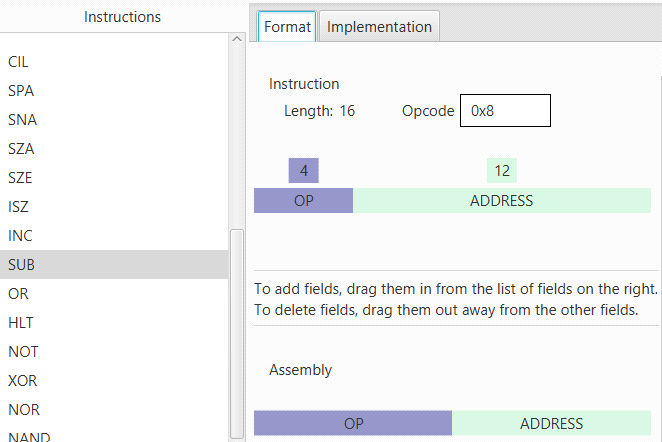 Instructions
CIL
SPA
SNA
SZA
SZE
ISZ
INC
SUB
OR
HLT
NOT
XOR
NOR
NAND
Format Implementation
Instruction
Length: 16 Opcode 0x8
4 12
OP ADDRESS
To add fields, drag them in from the list of fields on the right.
To delete fields, drag them out away from the other fields.
Assembly
OP ADDRESS